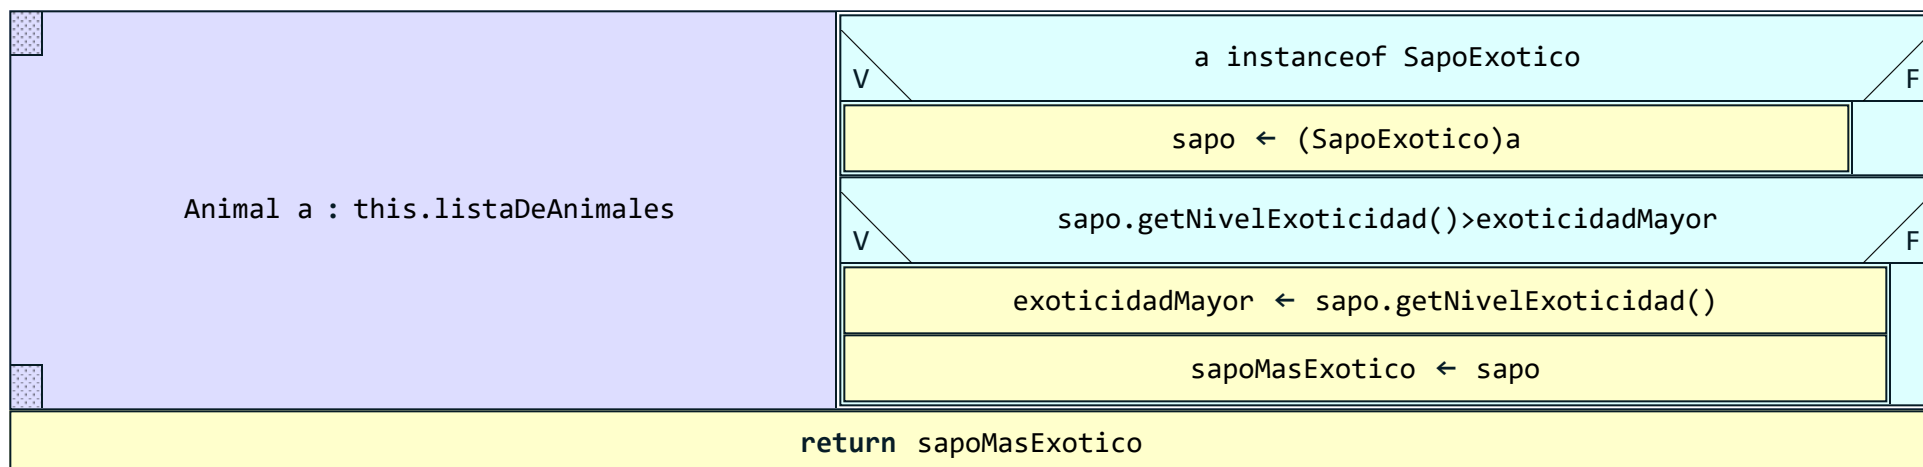 a instanceof SapoExotico
V
F
sapo ← (SapoExotico)a
Animal a : this.listaDeAnimales
sapo.getNivelExoticidad()>exoticidadMayor
V
F
exoticidadMayor ← sapo.getNivelExoticidad()
sapoMasExotico ← sapo
return sapoMasExotico